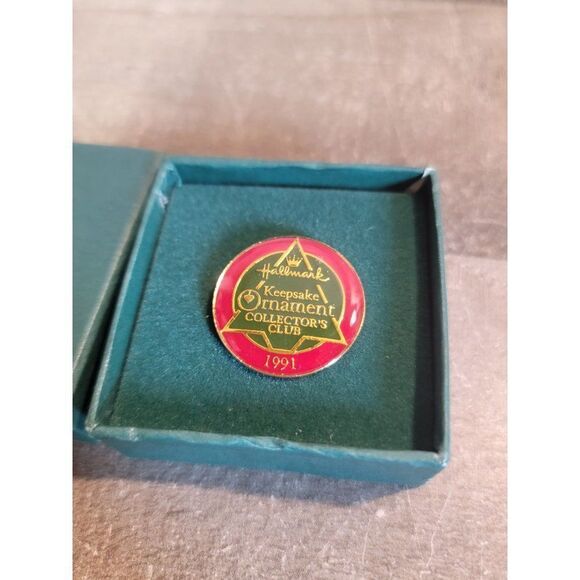 Hallmark
Keepsake
Ornament
COLLECTOR'S
CLUB
1991